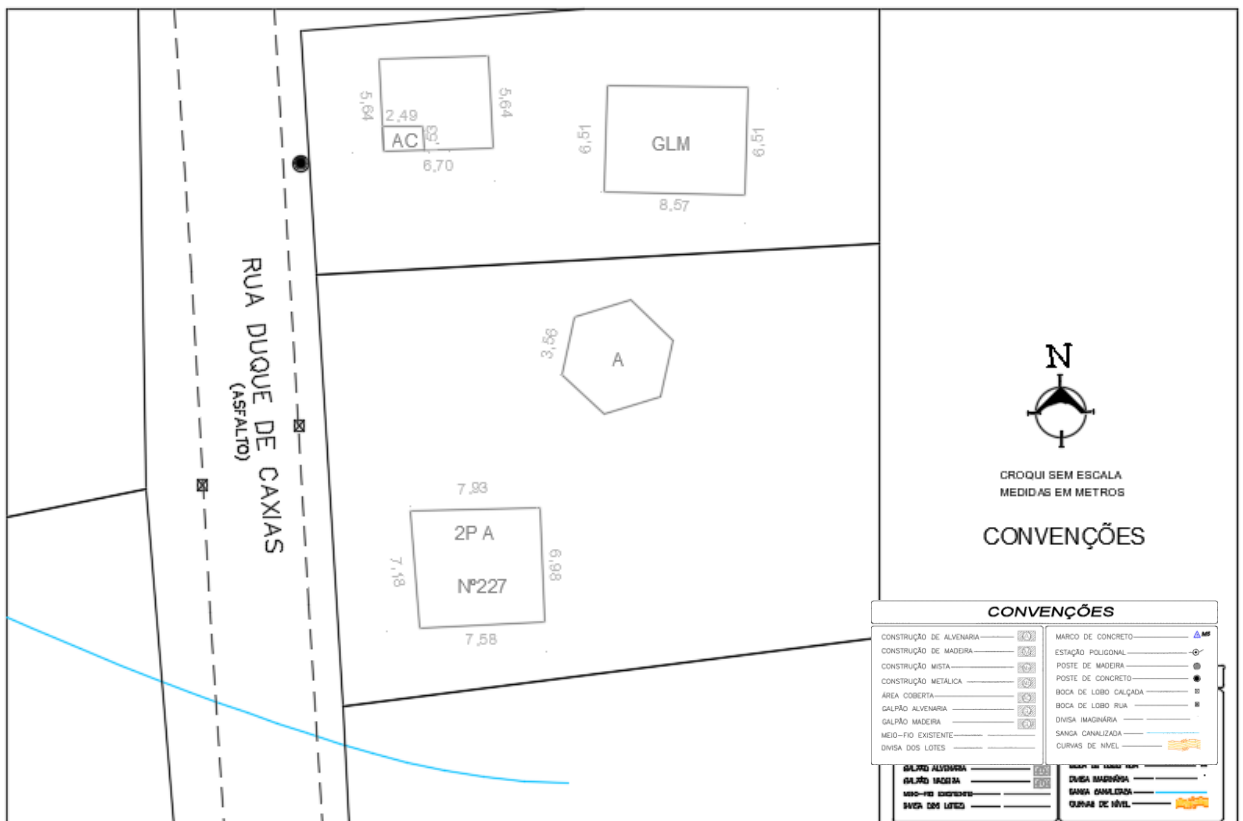 5,64
2,49
AC
,53
6,70
5,64
6,51
GLM
6,51
8,57
RUA DUQUE DE CAXIAS
(ASFALTO)
3,56
A
7,93
2P A
Nº227
7,18
6,98
7,58
N
CROQUI SEM ESCALA
MEDIDAS EM METROS
CONVENÇÕES
CONVENÇÕES
CONSTRUÇÃO DE ALVENARIA
CONSTRUÇÃO DE MADEIRA
CONSTRUÇÃO MISTA
CONSTRUÇÃO METÁLICA
ÁREA COBERTA
GALPÃO ALVENARIA
GALPÃO MADEIRA
MEIO-FIO EXISTENTE
DIVISA DOS LOTES
MARCO DE CONCRETO
ESTAÇÃO POLIGONAL
POSTE DE MADEIRA
POSTE DE CONCRETO
BOCA DE LOBO CALÇADA
BOCA DE LOBO RUA
DIVISA IMAGINÁRIA
SANGA CANALIZADA
CURVAS DE NÍVEL
GALPÃO ALVENARIA
GALPÃO MADEIRA
MEIO-FIO EXISTENTE
DIVISA DOS LOTES
BOCA DE LOBO RUA
DIVISA IMAGINÁRIA
SANGA CANALIZADA
CURVAS DE NÍVEL